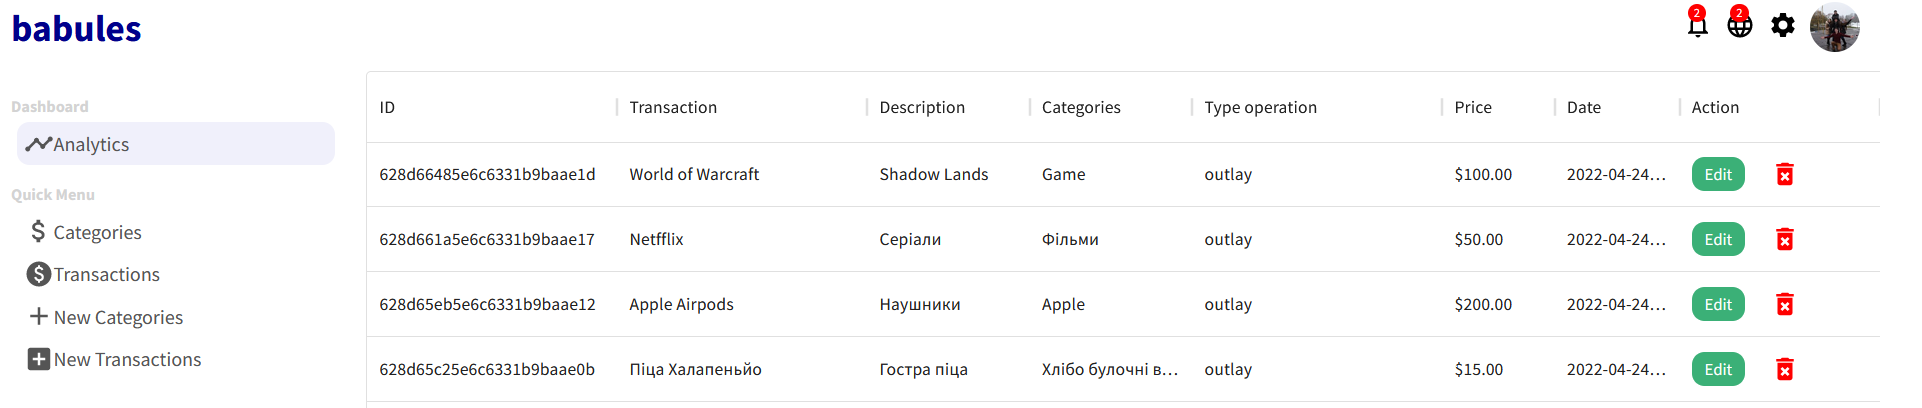 babules
2
2
Dashboard
Analytics
Quick Menu
Categories
Transactions
New Categories
New Transactions
ID Transaction Description Categories Type operation Price Date Action
628d66485e6c6331b9baae1d World of Warcraft Shadow Lands Game outlay $100.00 2022-04-24... Edit
628d661a5e6c6331b9baae17 Netfflix Серіали Фільми outlay $50.00 2022-04-24... Edit
628d65eb5e6c6331b9baae12 Apple Airpods Наушники Apple outlay $200.00 2022-04-24... Edit
628d65c25e6c6331b9baae0b Піца Халапеньйо Гостра піца Хлібо булочні в... outlay $15.00 2022-04-24... Edit